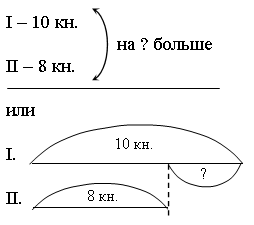 I – 10 кн.
на ? больше
II – 8 кн.
или
10 кн.
I.
?
II.
8 кн.